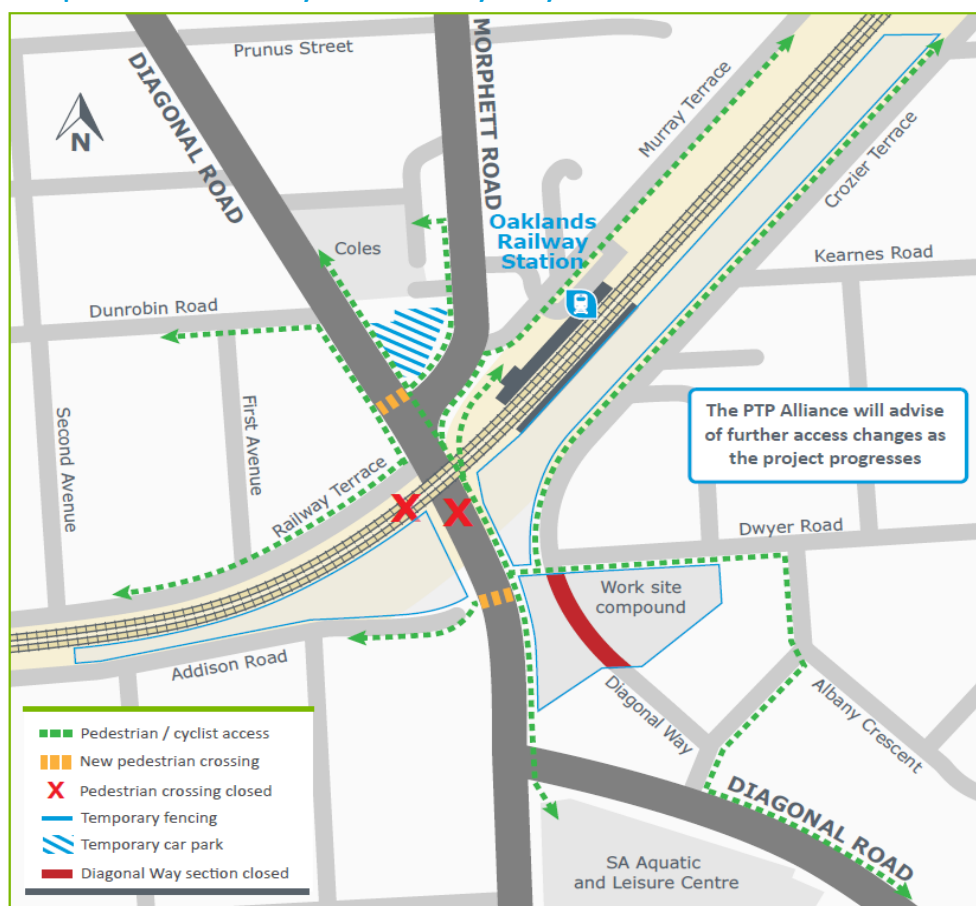 Prunus Street
DIAGONAL ROAD
MORPHETT ROAD
N
Murray Terrace
Crozier Terrace
Oaklands
Railway
Station
Coles
Kearnes Road
Dunrobin Road
Second Avenue
First Avenue
Railway Terrace
The PTP Alliance will advise
of further access changes as
the project progresses
X
X
Dwyer Road
Work site
compound
Addison Road
Diagonal Way
Albany Crescent
DIAGONAL ROAD
SA Aquatic
and Leisure Centre
Pedestrian / cyclist access
New pedestrian crossing
X Pedestrian crossing closed
Temporary fencing
Temporary car park
Diagonal Way section closed